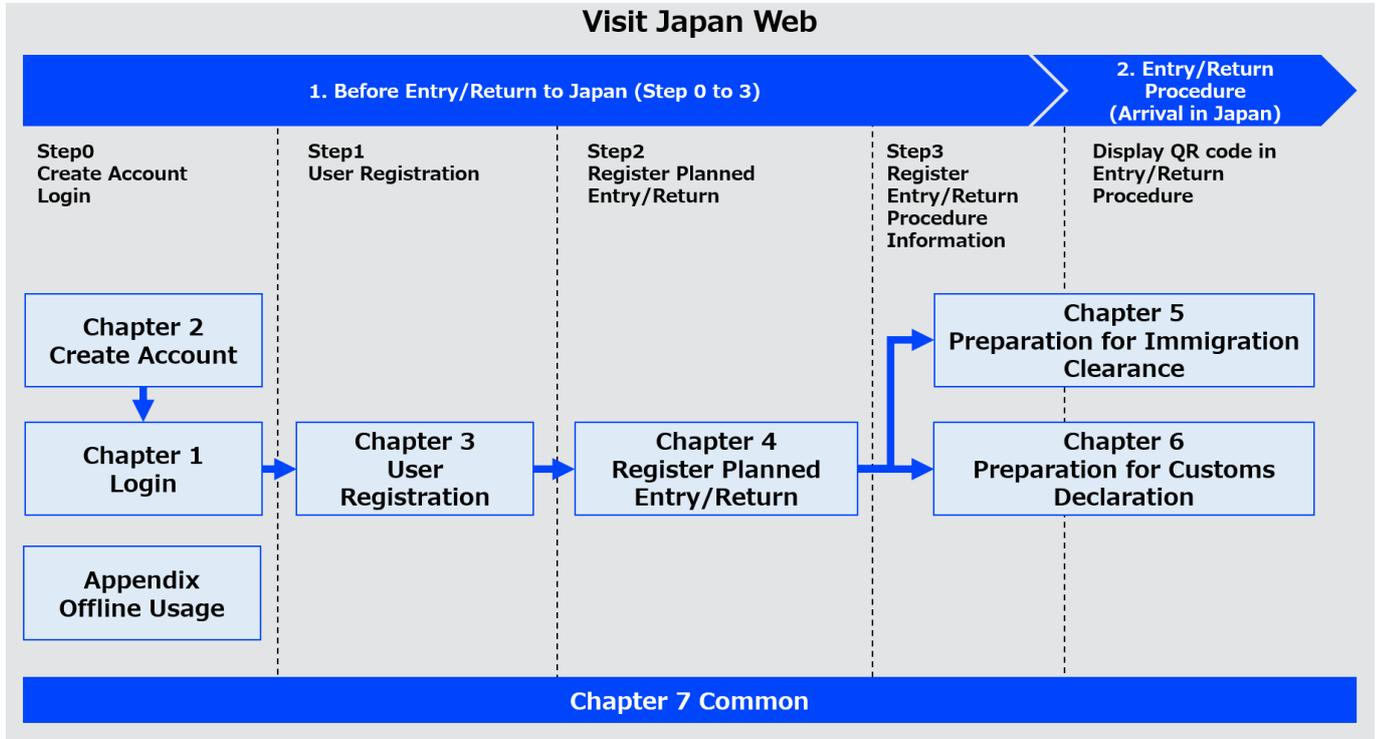 Visit Japan Web
1. Before Entry/Return to Japan (Step 0 to 3)
2. Entry/Return
Procedure
(Arrival in Japan)
Step0
Create Account
Login
Step1
User Registration
Step2
Register Planned
Entry/Return
Step3
Register
Entry/Return
Procedure
Information
Display QR code in
Entry/Return
Procedure
Chapter 2
Create Account
Chapter 1
Login
Chapter 3
User
Registration
Chapter 4
Register Planned
Entry/Return
Chapter 5
Preparation for Immigration
Clearance
Chapter 6
Preparation for Customs
Declaration
Appendix
Offline Usage
Chapter 7 Common